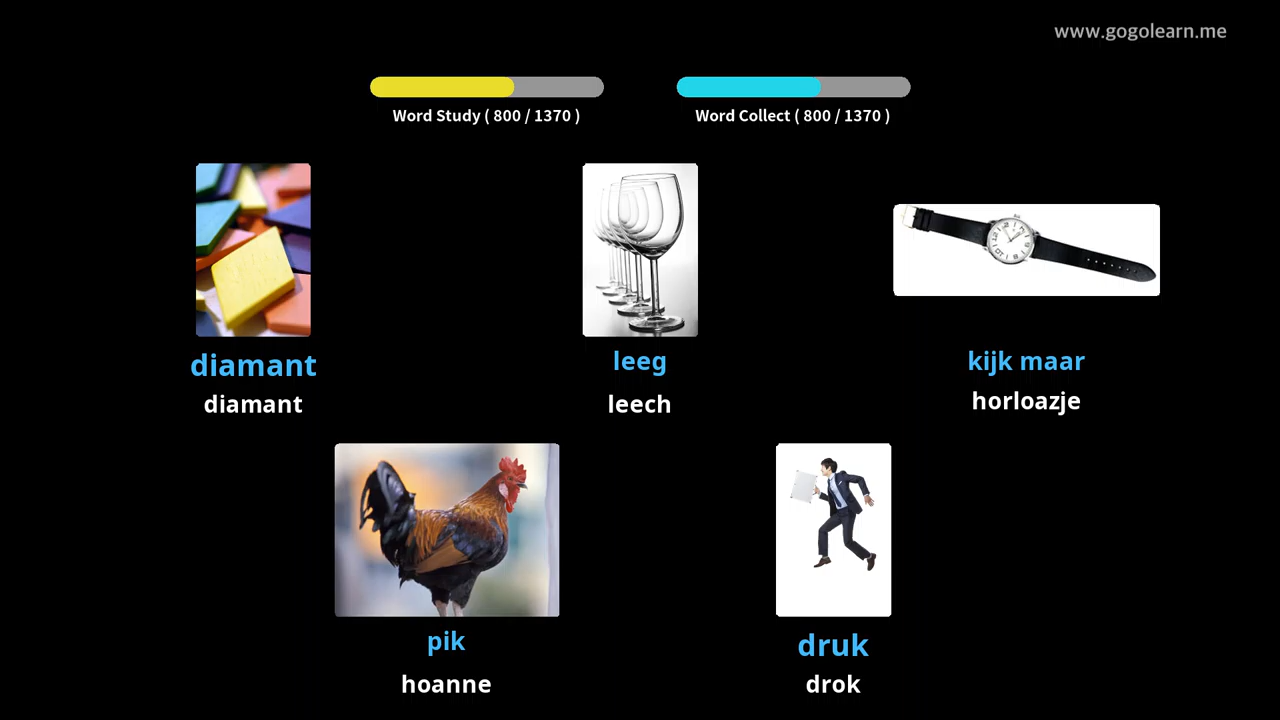 www.gogolearn.me
Word Study ( 800 / 1370 )
Word Collect ( 800 / 1370 )
diamant
diamant
leeg
leech
kijk maar
horloazje
pik
hoanne
druk
drok